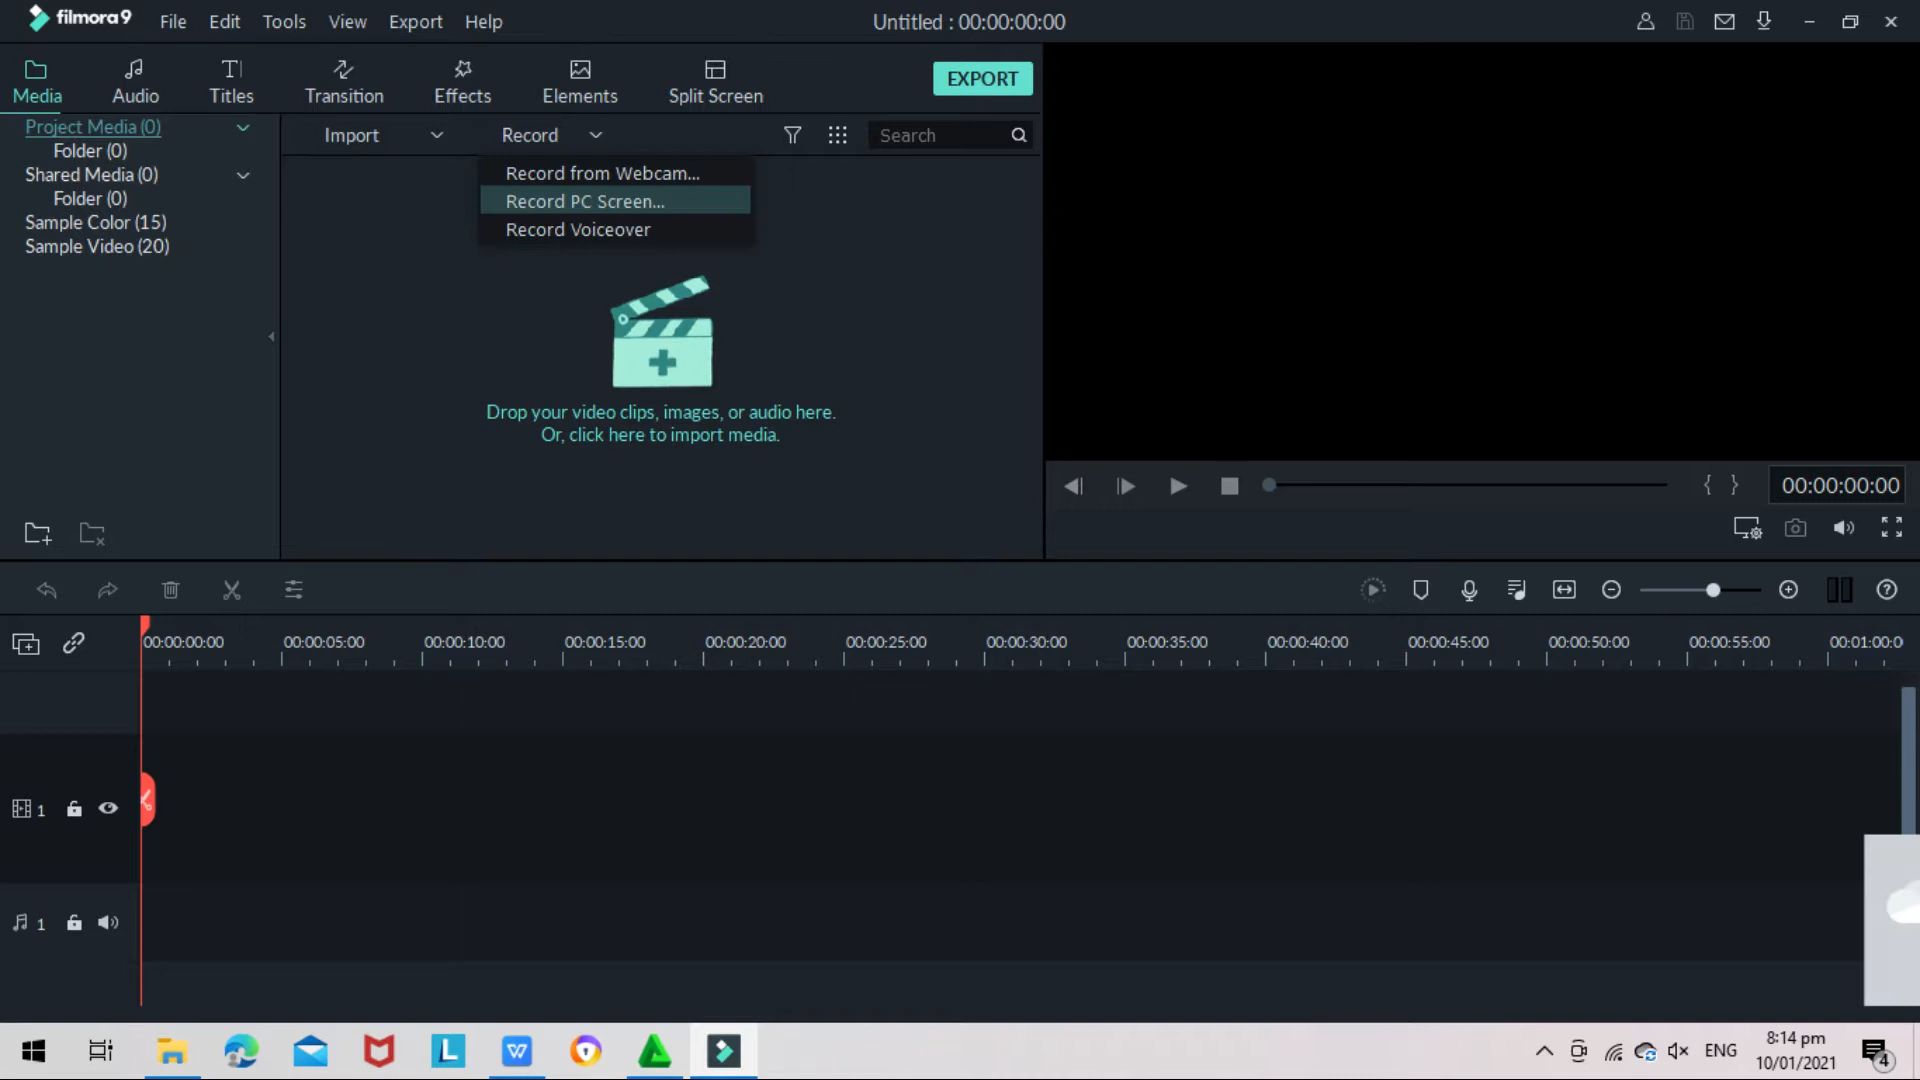 filmora9 File Edit Tools View Export Help Untitled : 00:00:00:00
Media Audio Titles Transition Effects Elements Split Screen EXPORT
Project Media (0)
Folder (0)
Shared Media (0)
Folder (0)
Sample Color (15)
Sample Video (20)
Import Record Search
Record from Webcam...
Record PC Screen...
Record Voiceover
Drop your video clips, images, or audio here.
Or, click here to import media.
{ } 00:00:00:00
00:00:00:00 00:00:05:00 00:00:10:00 00:00:15:00 00:00:20:00 00:00:25:00 00:00:30:00 00:00:35:00 00:00:40:00 00:00:45:00 00:00:50:00 00:00:55:00 00:01:00:0
1
1
L W ENG 8:14 pm
10/01/2021 4